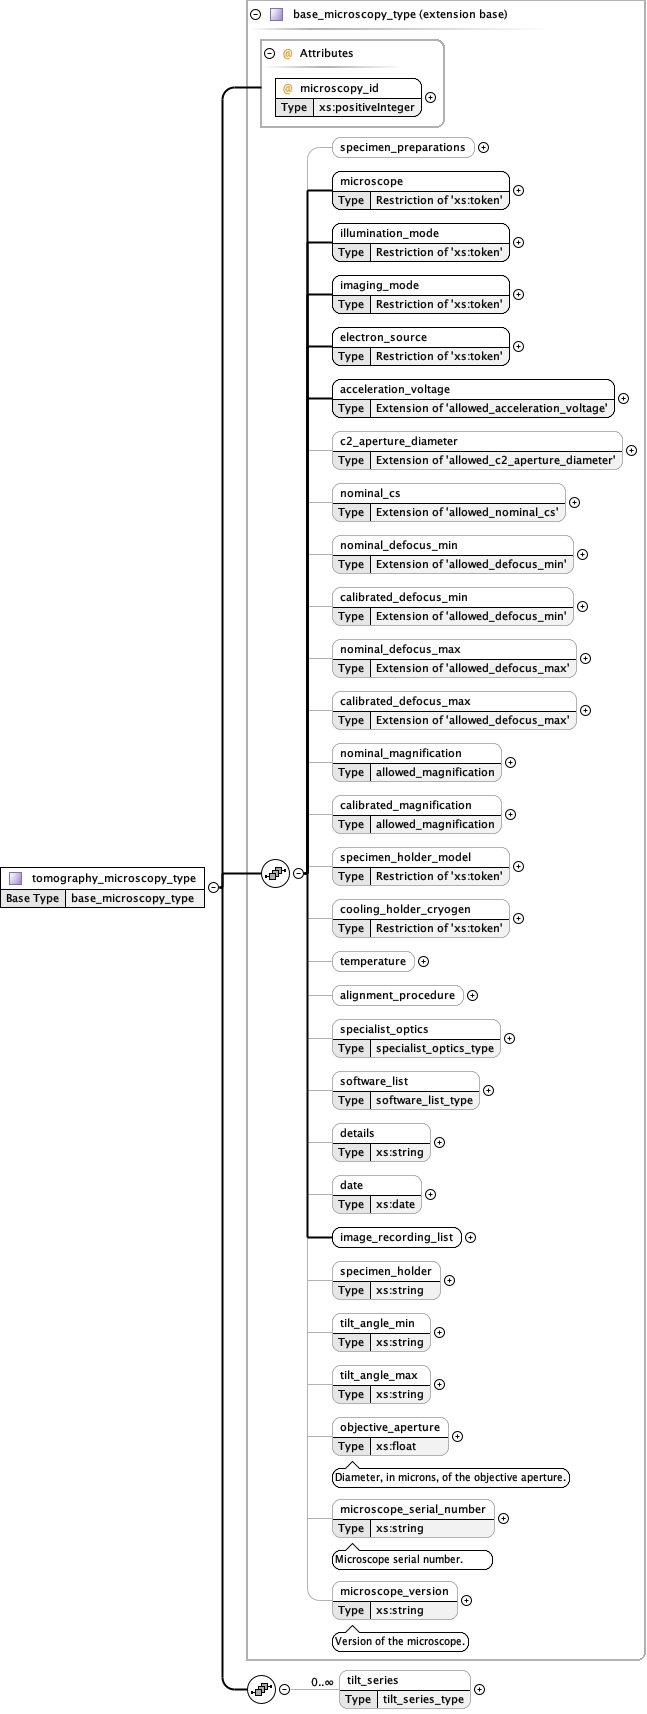 base_microscopy_type (extension base)
@ Attributes
@ microscopy_id
Type xs:positiveInteger
specimen_preparations
microscope
Type Restriction of 'xs:token'
illumination_mode
Type Restriction of 'xs:token'
imaging_mode
Type Restriction of 'xs:token'
electron_source
Type Restriction of 'xs:token'
acceleration_voltage
Type Extension of 'allowed_acceleration_voltage'
c2_aperture_diameter
Type Extension of 'allowed_c2_aperture_diameter'
nominal_cs
Type Extension of 'allowed_nominal_cs'
nominal_defocus_min
Type Extension of 'allowed_defocus_min'
calibrated_defocus_min
Type Extension of 'allowed_defocus_min'
nominal_defocus_max
Type Extension of 'allowed_defocus_max'
calibrated_defocus_max
Type Extension of 'allowed_defocus_max'
nominal_magnification
Type allowed_magnification
calibrated_magnification
Type allowed_magnification
specimen_holder_model
Type Restriction of 'xs:token'
tomography_microscopy_type
Base Type base_microscopy_type
cooling_holder_cryogen
Type Restriction of 'xs:token'
temperature
alignment_procedure
specialist_optics
Type specialist_optics_type
software_list
Type software_list_type
details
Type xs:string
date
Type xs:date
image_recording_list
specimen_holder
Type xs:string
tilt_angle_min
Type xs:string
tilt_angle_max
Type xs:string
objective_aperture
Type xs:float
Diameter, in microns, of the objective aperture.
microscope_serial_number
Type xs:string
Microscope serial number.
microscope_version
Type xs:string
Version of the microscope.
0..∞ tilt_series
Type tilt_series_type